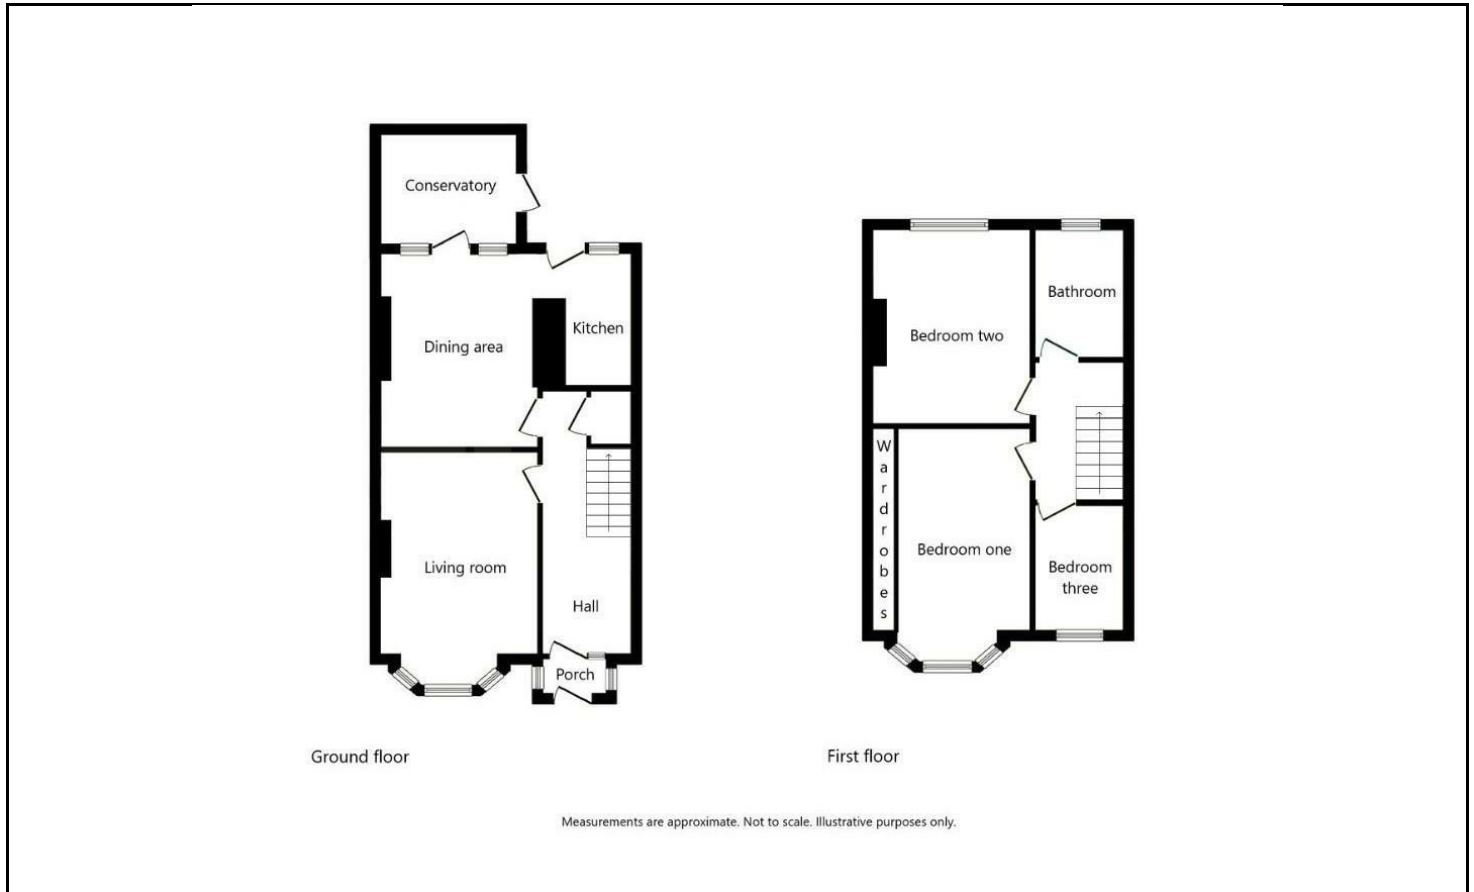 Conservatory
Kitchen
Dining area
Living room
Hall
Porch
Ground floor
Bathroom
Bedroom two
Wardrobes
Bedroom one
Bedroom
three
First floor
Measurements are approximate. Not to scale. Illustrative purposes only.